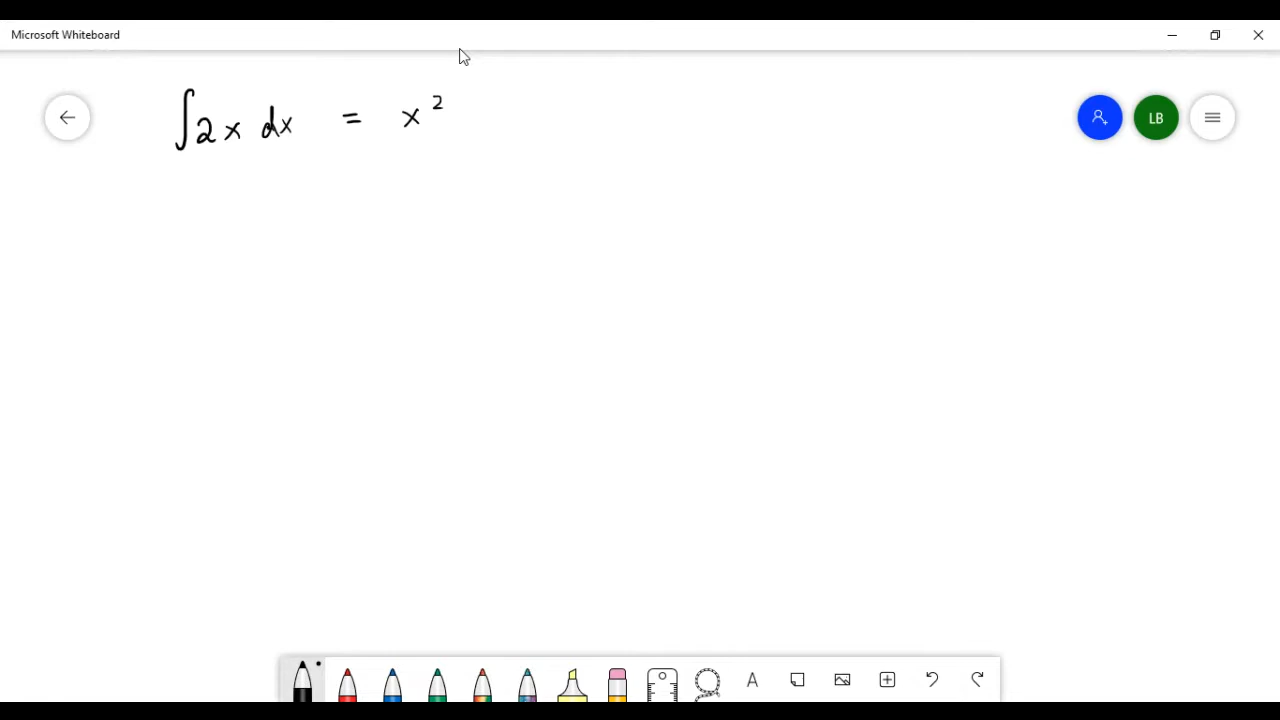 Microsoft Whiteboard
∫2x dx = x²
LB
A